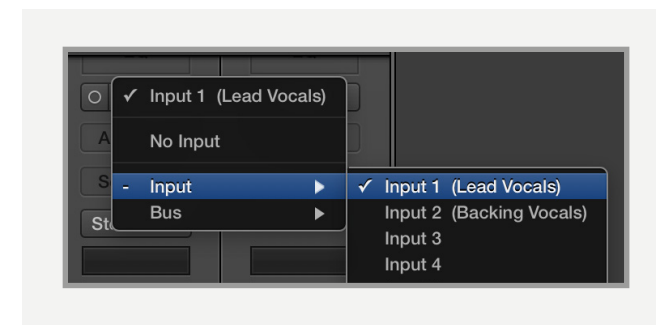 ✓ Input 1 (Lead Vocals)
A
No Input
S
- Input
Bus
St
✓ Input 1 (Lead Vocals)
Input 2 (Backing Vocals)
Input 3
Input 4